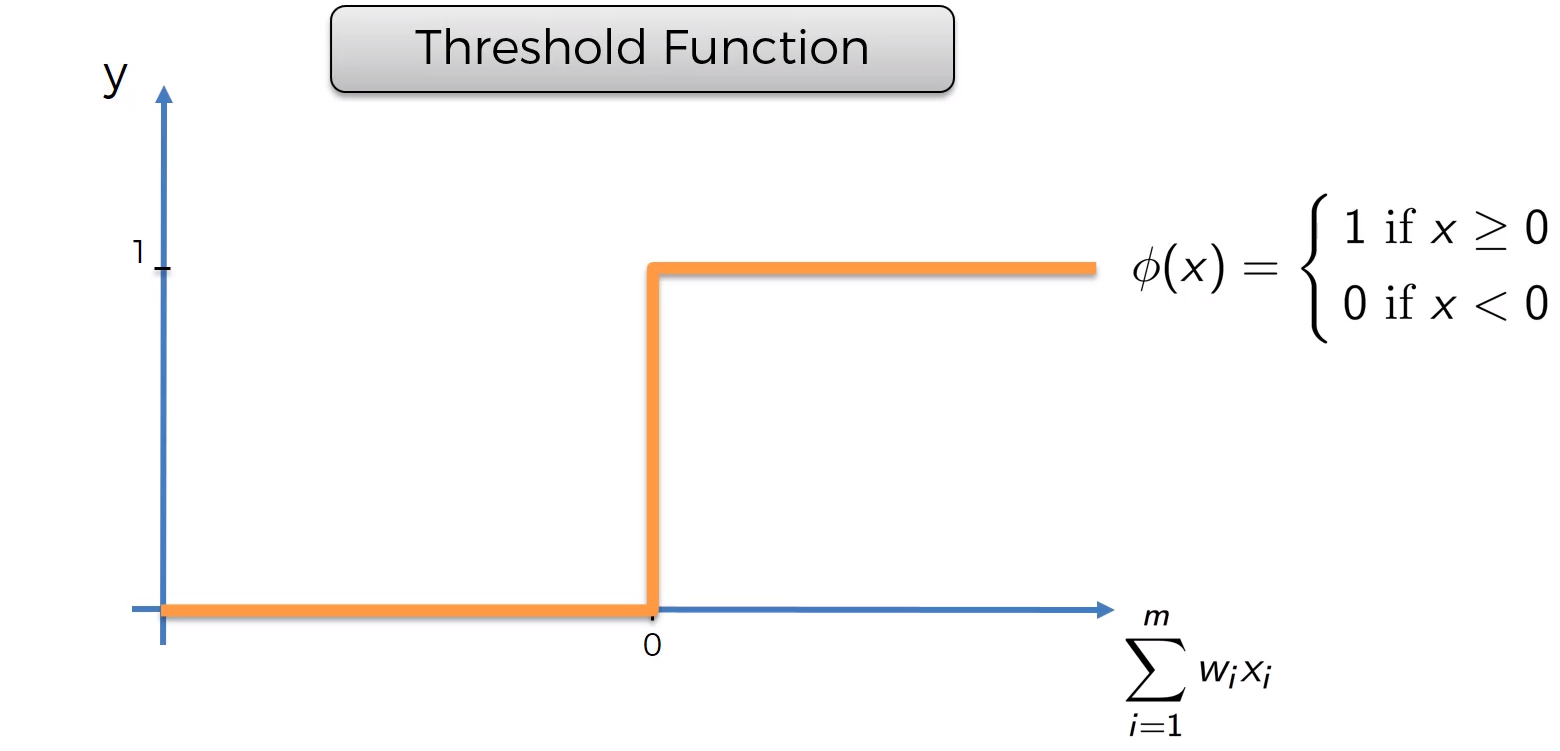 Threshold Function
y
1
ϕ(x) = { 1 if x ≥ 0
0 if x < 0
0
m
∑ wᵢxᵢ
i=1